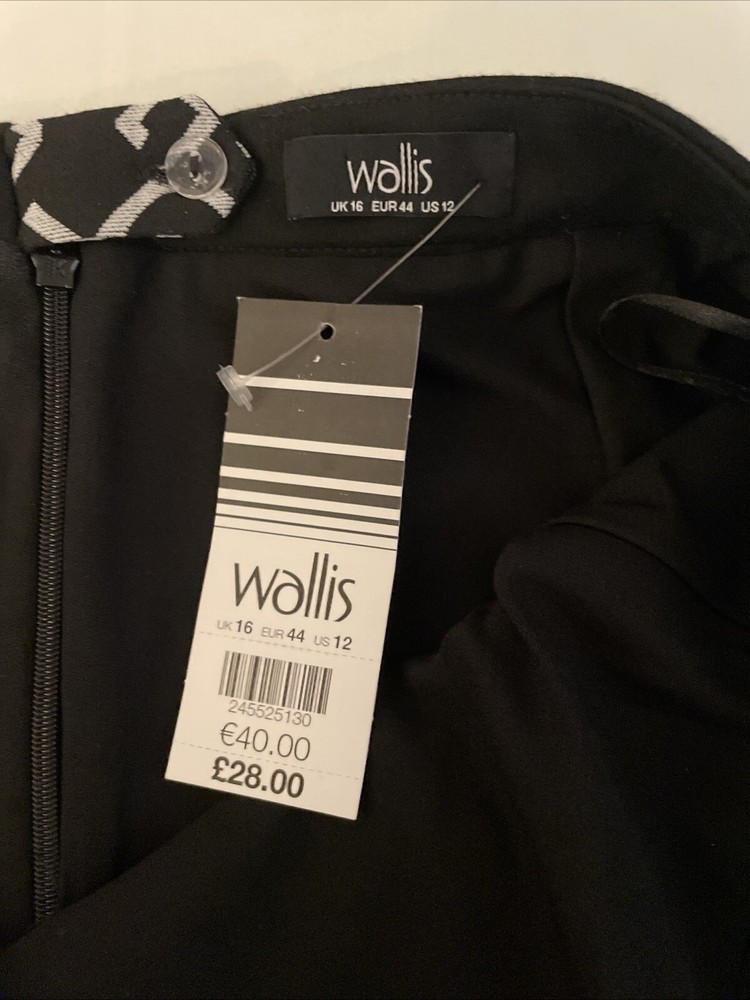 wallis
UK 16 EUR 44 US 12
wallis
UK 16 EUR 44 US 12
245525130
€40.00
£28.00